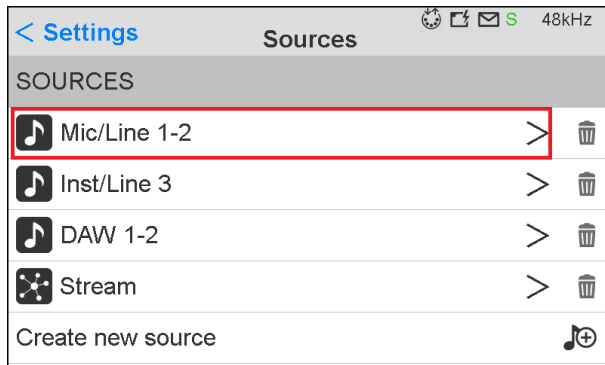 < Settings
Sources
S 48kHz
SOURCES
Mic/Line 1-2 >
Inst/Line 3 >
DAW 1-2 >
Stream >
Create new source